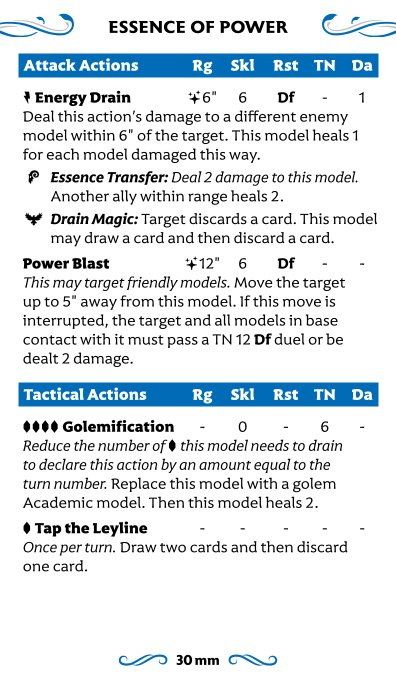 ESSENCE OF POWER
Attack Actions Rg Skl Rst TN Da
Energy Drain 6" 6 Df - 1
Deal this action's damage to a different enemy
model within 6" of the target. This model heals 1
for each model damaged this way.
Essence Transfer: Deal 2 damage to this model.
Another ally within range heals 2.
Drain Magic: Target discards a card. This model
may draw a card and then discard a card.
Power Blast 12" 6 Df - -
This may target friendly models. Move the target
up to 5" away from this model. If this move is
interrupted, the target and all models in base
contact with it must pass a TN 12 Df duel or be
dealt 2 damage.
Tactical Actions Rg Skl Rst TN Da
Golemification - 0 - 6 -
Reduce the number of this model needs to drain
to declare this action by an amount equal to the
turn number. Replace this model with a golem
Academic model. Then this model heals 2.
Tap the Leyline - - - - -
Once per turn. Draw two cards and then discard
one card.
30 mm